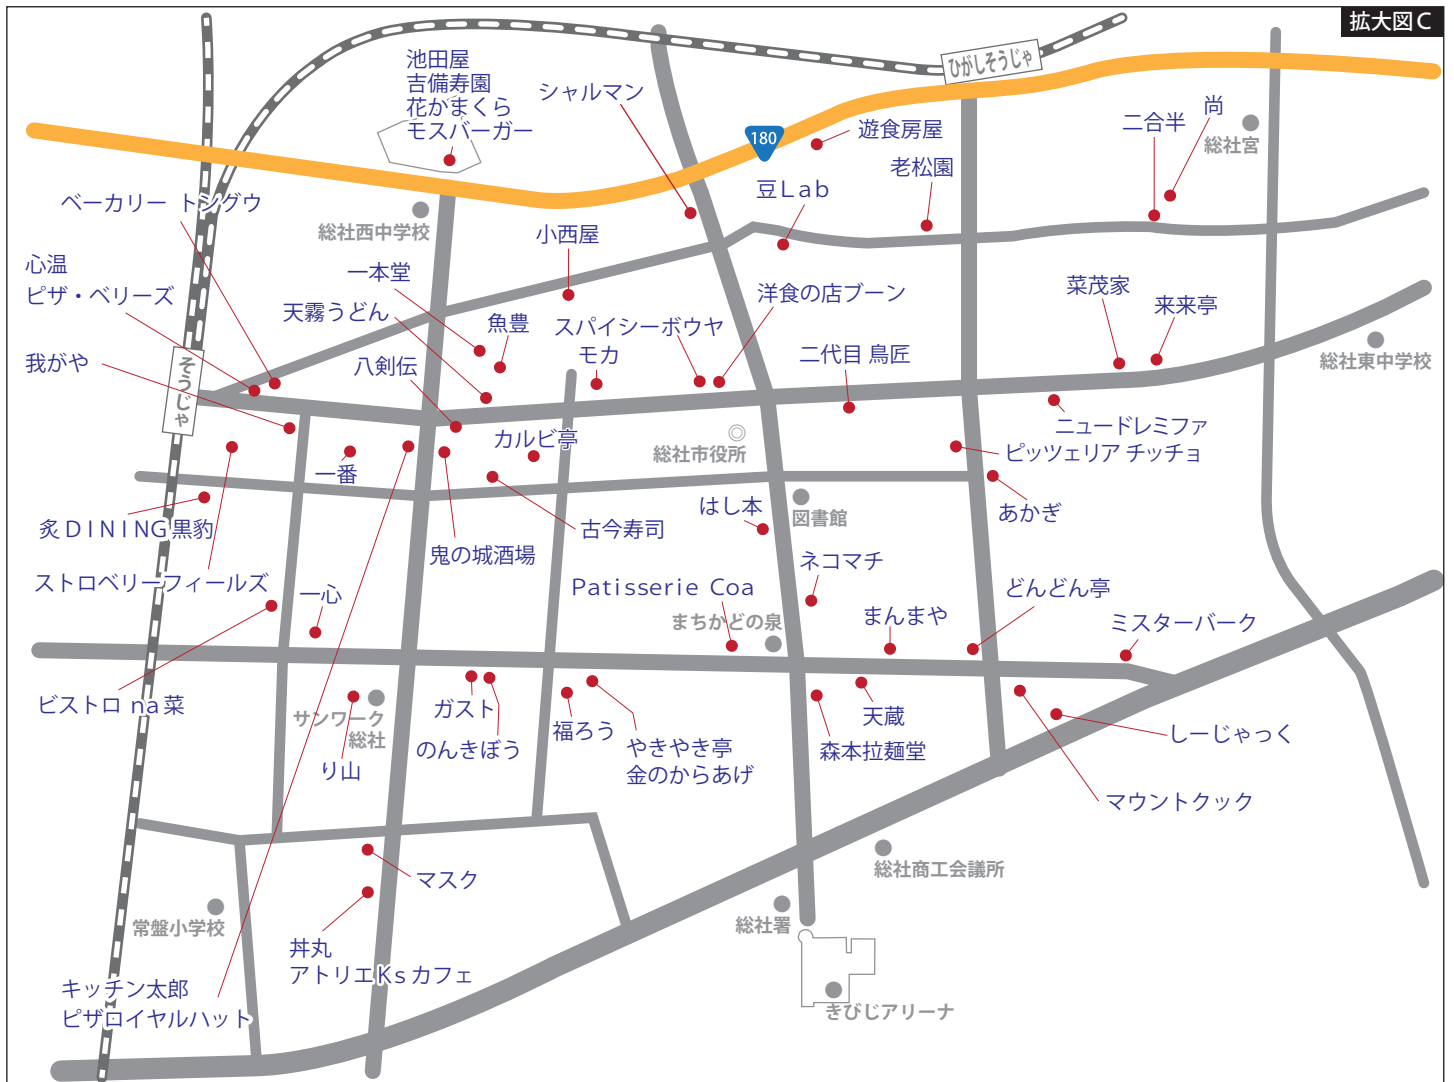 拡大図C
ひがしそうじゃ
池田屋
吉備寿園
花かまくら
モスバーガー
シャルマン
180
遊食房屋
老松園
二合半
尚
総社宮
豆Lab
ベーカリー トングウ
総社西中学校
小西屋
心温
ピザ・ベリーズ
一本堂
天霧うどん
魚豊
スパイシーボウヤ
モカ
洋食の店ブーン
菜茂家
来来亭
総社東中学校
我がや
そうじゃ
八剣伝
二代目 鳥匠
カルビ亭
総社市役所
ニュードレミファ
ピッツェリア チッチョ
一番
炙DINING黒豹
古今寿司
はし本
図書館
あかぎ
鬼の城酒場
ストロベリーフィールズ
一心
Patisserie Coa
まちかどの泉
ネコマチ
まんまや
どんどん亭
ミスターバーク
ビストロ na菜
サンワーク
総社
り山
ガスト
のんきぼう
福ろう
やきやき亭
金のからあげ
天蔵
森本拉麺堂
しーじゃっく
マウントクック
マスク
総社商工会議所
常盤小学校
総社署
丼丸
アトリエKsカフェ
キッチン太郎
ピザロイヤルハット
きびじアリーナ